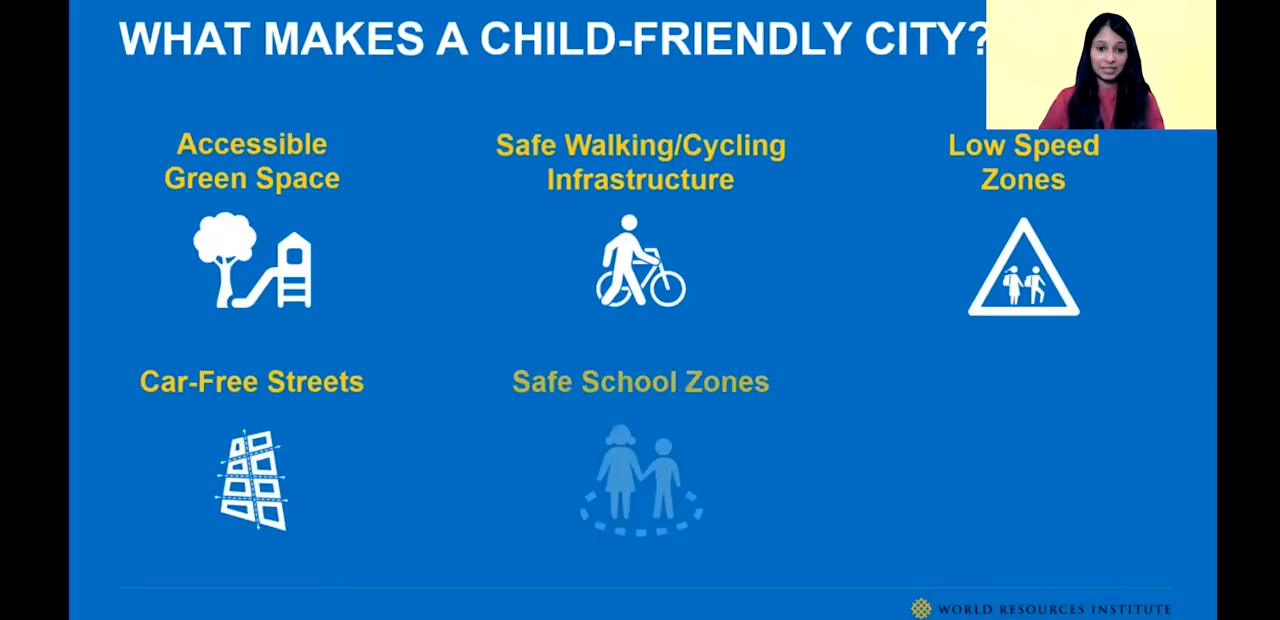 WHAT MAKES A CHILD-FRIENDLY CITY?
Accessible
Green Space
Safe Walking/Cycling
Infrastructure
Low Speed
Zones
Car-Free Streets
Safe School Zones
WORLD RESOURCES INSTITUTE